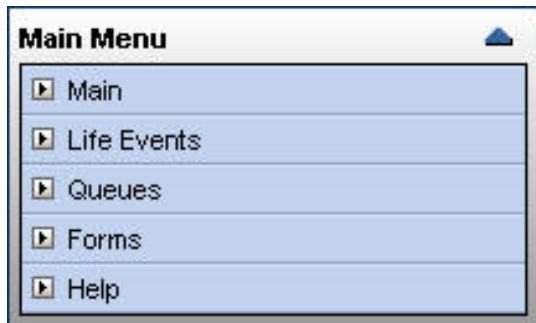 Main Menu
Main
Life Events
Queues
Forms
Help